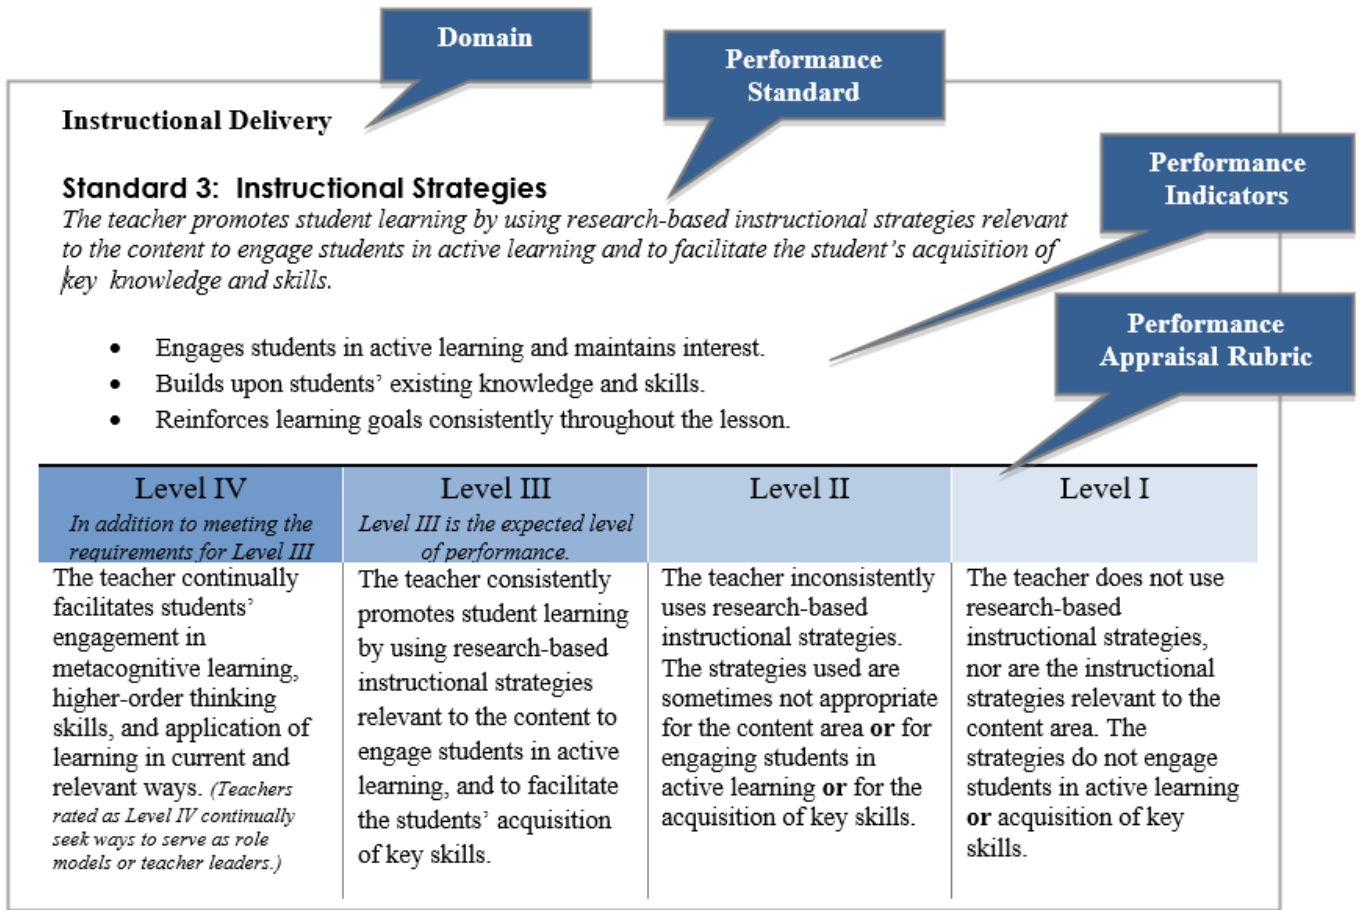 Domain
Performance
Standard
Instructional Delivery
Performance
Indicators
Standard 3:  Instructional Strategies
The teacher promotes student learning by using research-based instructional strategies relevant
to the content to engage students in active learning and to facilitate the student's acquisition of
key  knowledge and skills.
Performance
Appraisal Rubric
• Engages students in active learning and maintains interest.
• Builds upon students' existing knowledge and skills.
• Reinforces learning goals consistently throughout the lesson.
Level IV
In addition to meeting the
requirements for Level III
The teacher continually
facilitates students'
engagement in
metacognitive learning,
higher-order thinking
skills, and application of
learning in current and
relevant ways. (Teachers
rated as Level IV continually
seek ways to serve as role
models or teacher leaders.)
Level III
Level III is the expected level
of performance.
The teacher consistently
promotes student learning
by using research-based
instructional strategies
relevant to the content to
engage students in active
learning, and to facilitate
the students' acquisition
of key skills.
Level II
The teacher inconsistently
uses research-based
instructional strategies.
The strategies used are
sometimes not appropriate
for the content area or for
engaging students in
active learning or for the
acquisition of key skills.
Level I
The teacher does not use
research-based
instructional strategies,
nor are the instructional
strategies relevant to the
content area. The
strategies do not engage
students in active learning
or acquisition of key
skills.